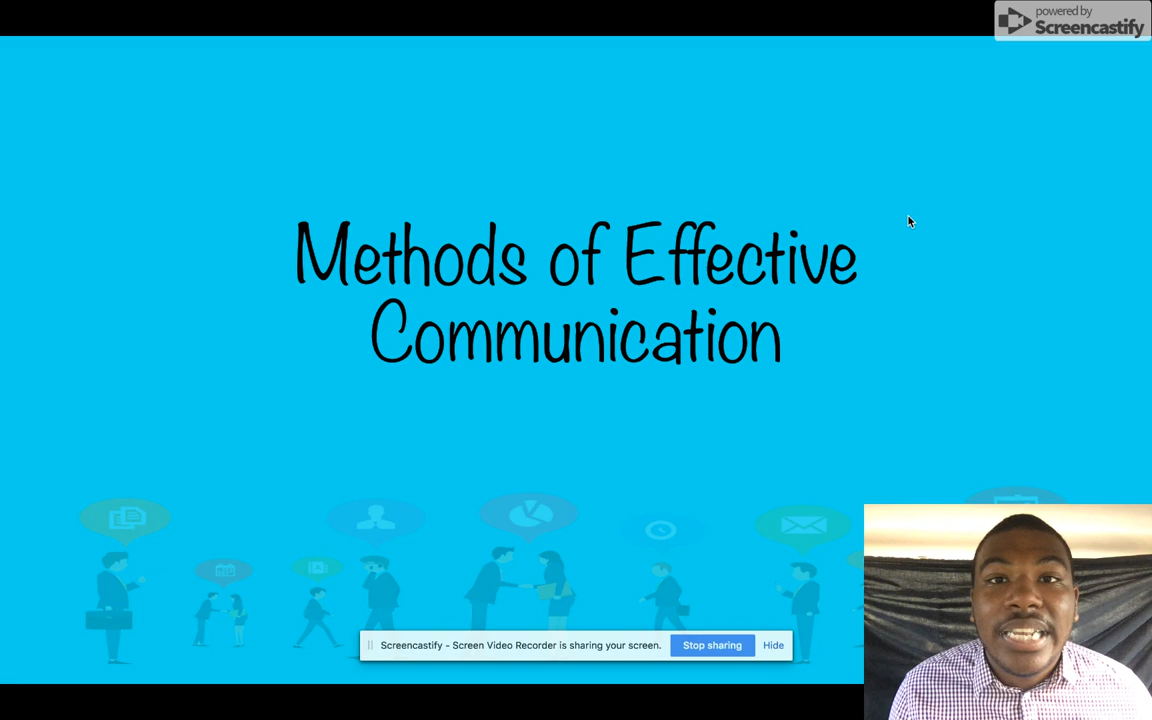 powered by
Screencastify
Methods of Effective
Communication
Screencastify - Screen Video Recorder is sharing your screen.
Stop sharing
Hide